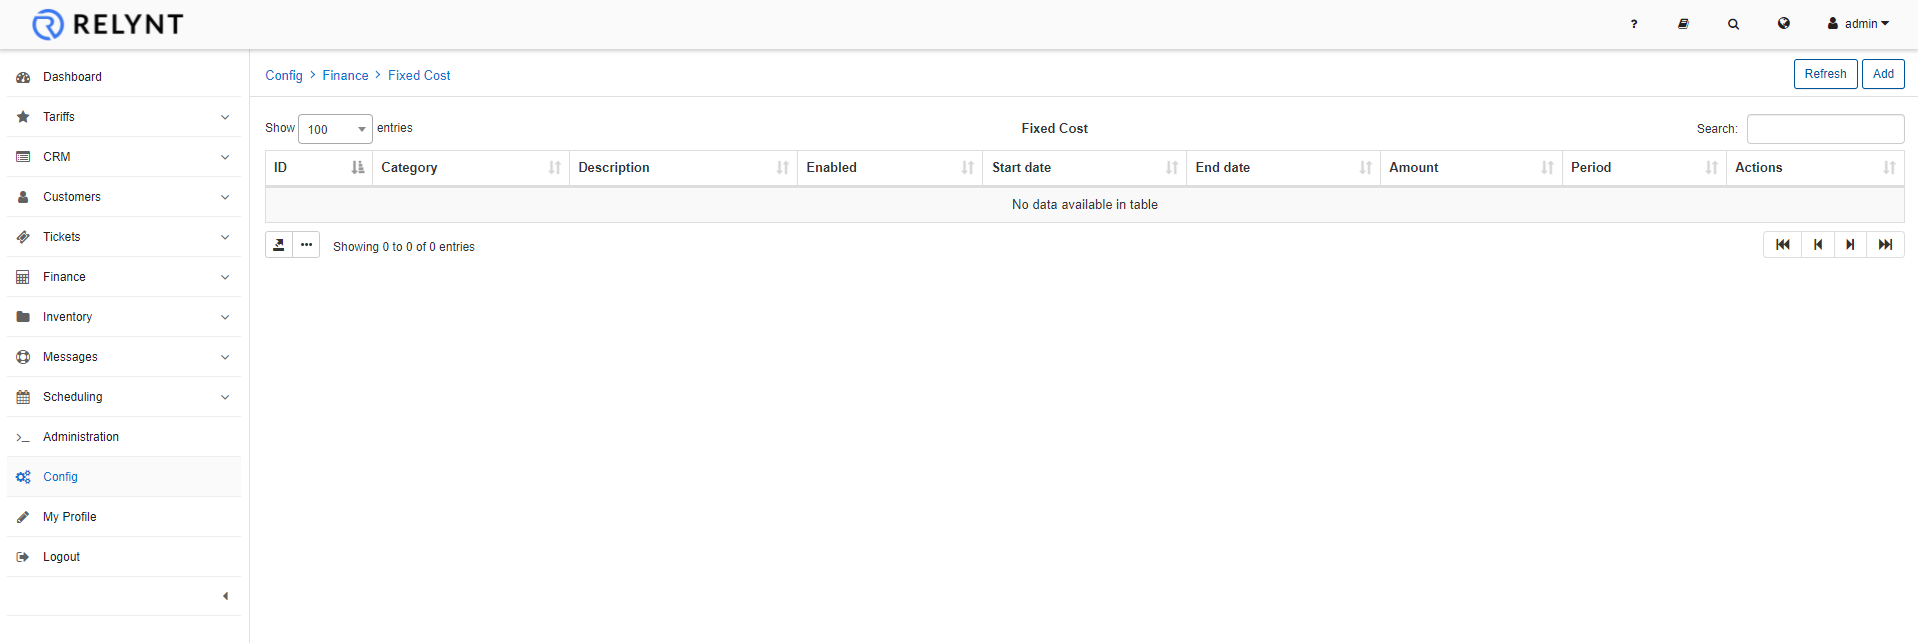 RELYNT
? admin
Dashboard
Tariffs
CRM
Customers
Tickets
Finance
Inventory
Messages
Scheduling
Administration
Config
My Profile
Logout
Config > Finance > Fixed Cost
Refresh Add
Show 100 entries
Fixed Cost
Search:
ID Category Description Enabled Start date End date Amount Period Actions
No data available in table
Showing 0 to 0 of 0 entries